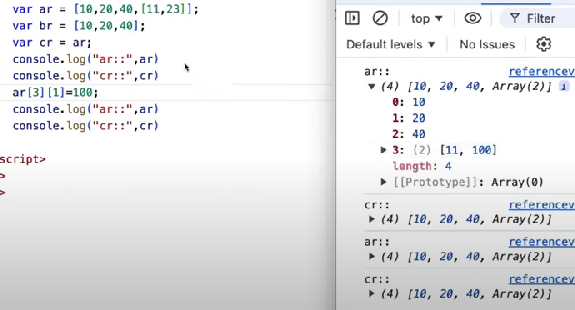 var ar = [10,20,40,[11,23]];
var br = [10,20,40];
var cr = ar;
console.log("ar::",ar)
console.log("cr::",cr)
ar[3][1]=100;
console.log("ar::",ar)
console.log("cr::",cr)
script>
>
>
top ▾ Filter
Default levels ▾ No Issues
ar:: referencev
▼ (4) [10, 20, 40, Array(2)] i
0: 10
1: 20
2: 40
▶ 3: (2) [11, 100]
length: 4
▶ [[Prototype]]: Array(0)
cr:: referencev
▶ (4) [10, 20, 40, Array(2)]
ar:: referencev
▶ (4) [10, 20, 40, Array(2)]
cr:: referencev
▶ (4) [10, 20, 40, Array(2)]